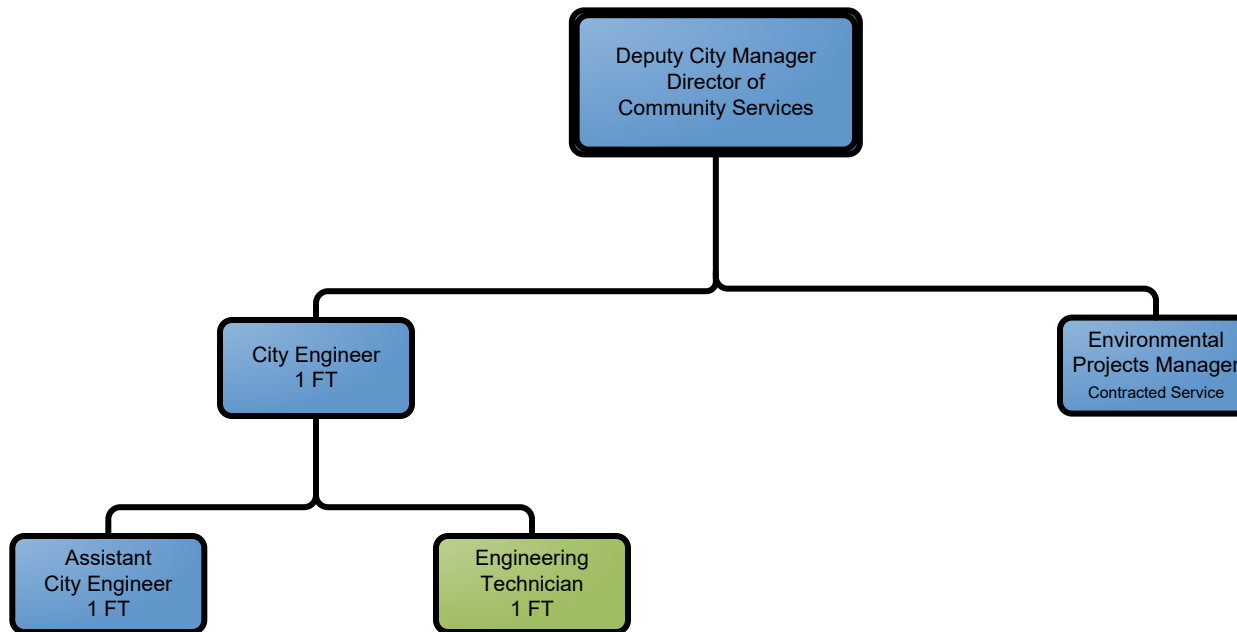 Deputy City Manager
Director of
Community Services
City Engineer
1 FT
Environmental
Projects Manager
Contracted Service
Assistant
City Engineer
1 FT
Engineering
Technician
1 FT